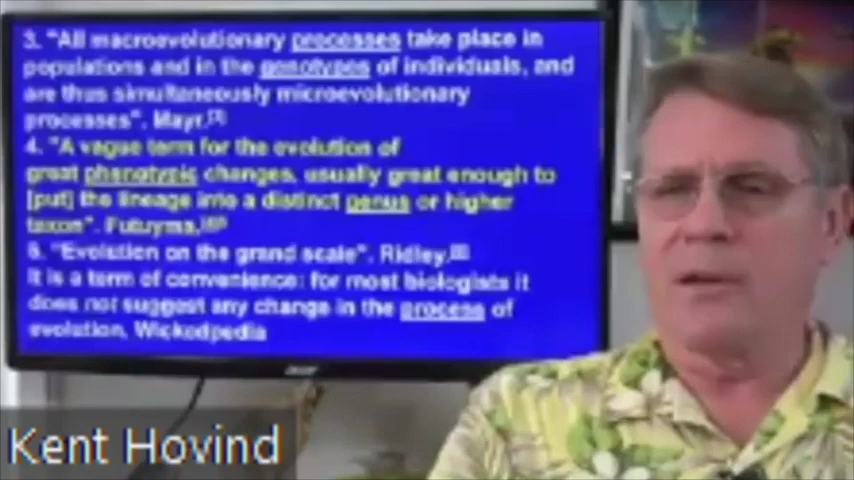 3. "All macroevolutionary processes take place in
populations and in the genotypes of individuals, and
are thus simultaneously microevolutionary
processes". Mayr.[3]
4. "A vague term for the evolution of
great phenotypic changes, usually great enough to
[put] the lineage into a distinct genus or higher
taxon". Futuyma,
5. "Evolution on the grand scale". Ridley.
It is a term of convenience: for most biologists it
does not suggest any change in the process of
evolution. Wickedpedia
acer
Kent Hovind